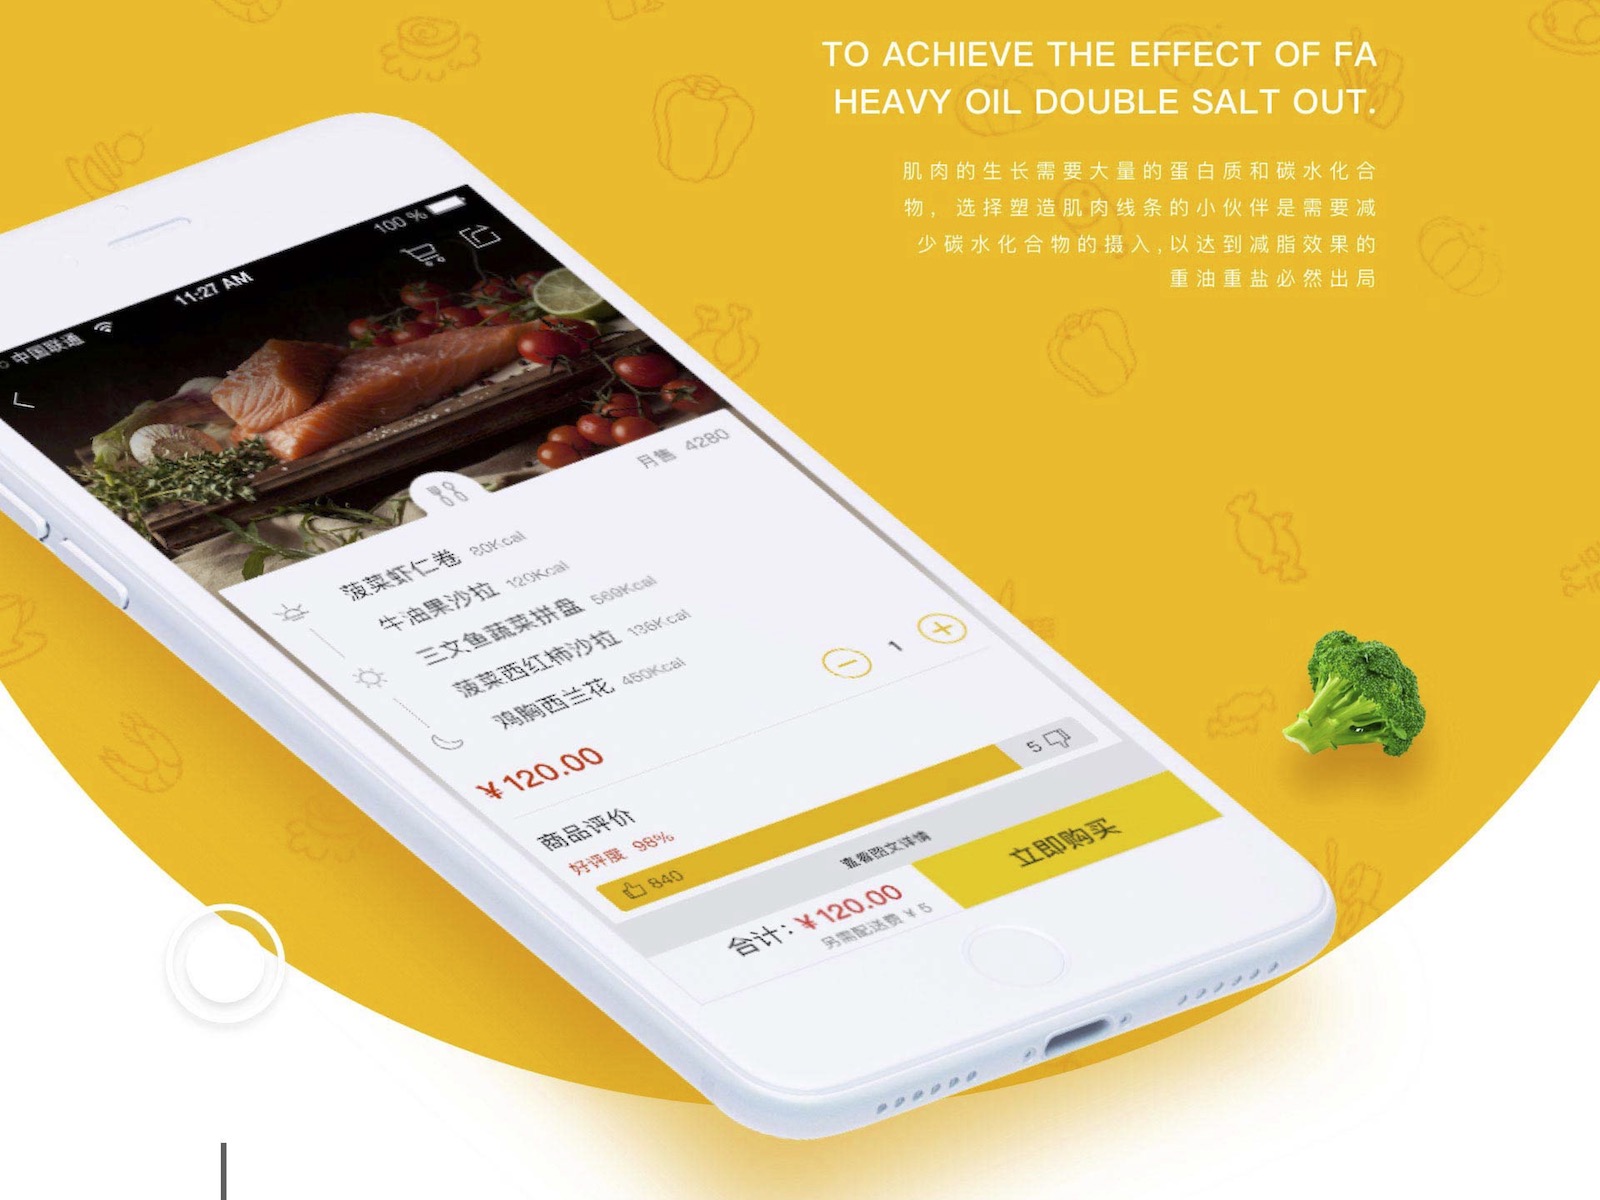 TO ACHIEVE THE EFFECT OF FA
HEAVY OIL DOUBLE SALT OUT.
肌肉的生长需要大量的蛋白质和碳水化合
物，选择塑造肌肉线条的小伙伴是需要减
少碳水化合物的摄入,以达到减脂效果的
重油重盐必然出局
中国联通
11:27 AM
100 %
月售 4280
菠菜虾仁卷 80Kcal
牛油果沙拉 120Kcal
三文鱼蔬菜拼盘 569Kcal
菠菜西红柿沙拉 136Kcal
鸡胸西兰花 450Kcal
1
¥120.00
商品评价
好评度 98%
840
5
查看图文详情
合计：¥120.00
另需配送费 ¥5
立即购买